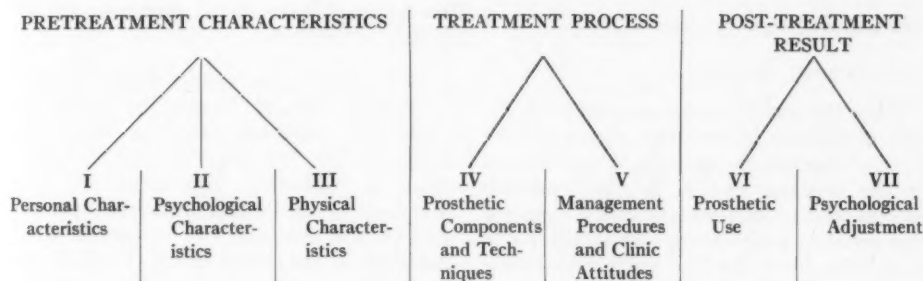 PRETREATMENT CHARACTERISTICS
TREATMENT PROCESS
POST-TREATMENT
RESULT
I
Personal Char-
acteristics
II
Psychological
Character-
istics
III
Physical
Character-
istics
IV
Prosthetic
Components
and Tech-
niques
V
Management
Procedures
and Clinic
Attitudes
VI
Prosthetic
Use
VII
Psychological
Adjustment